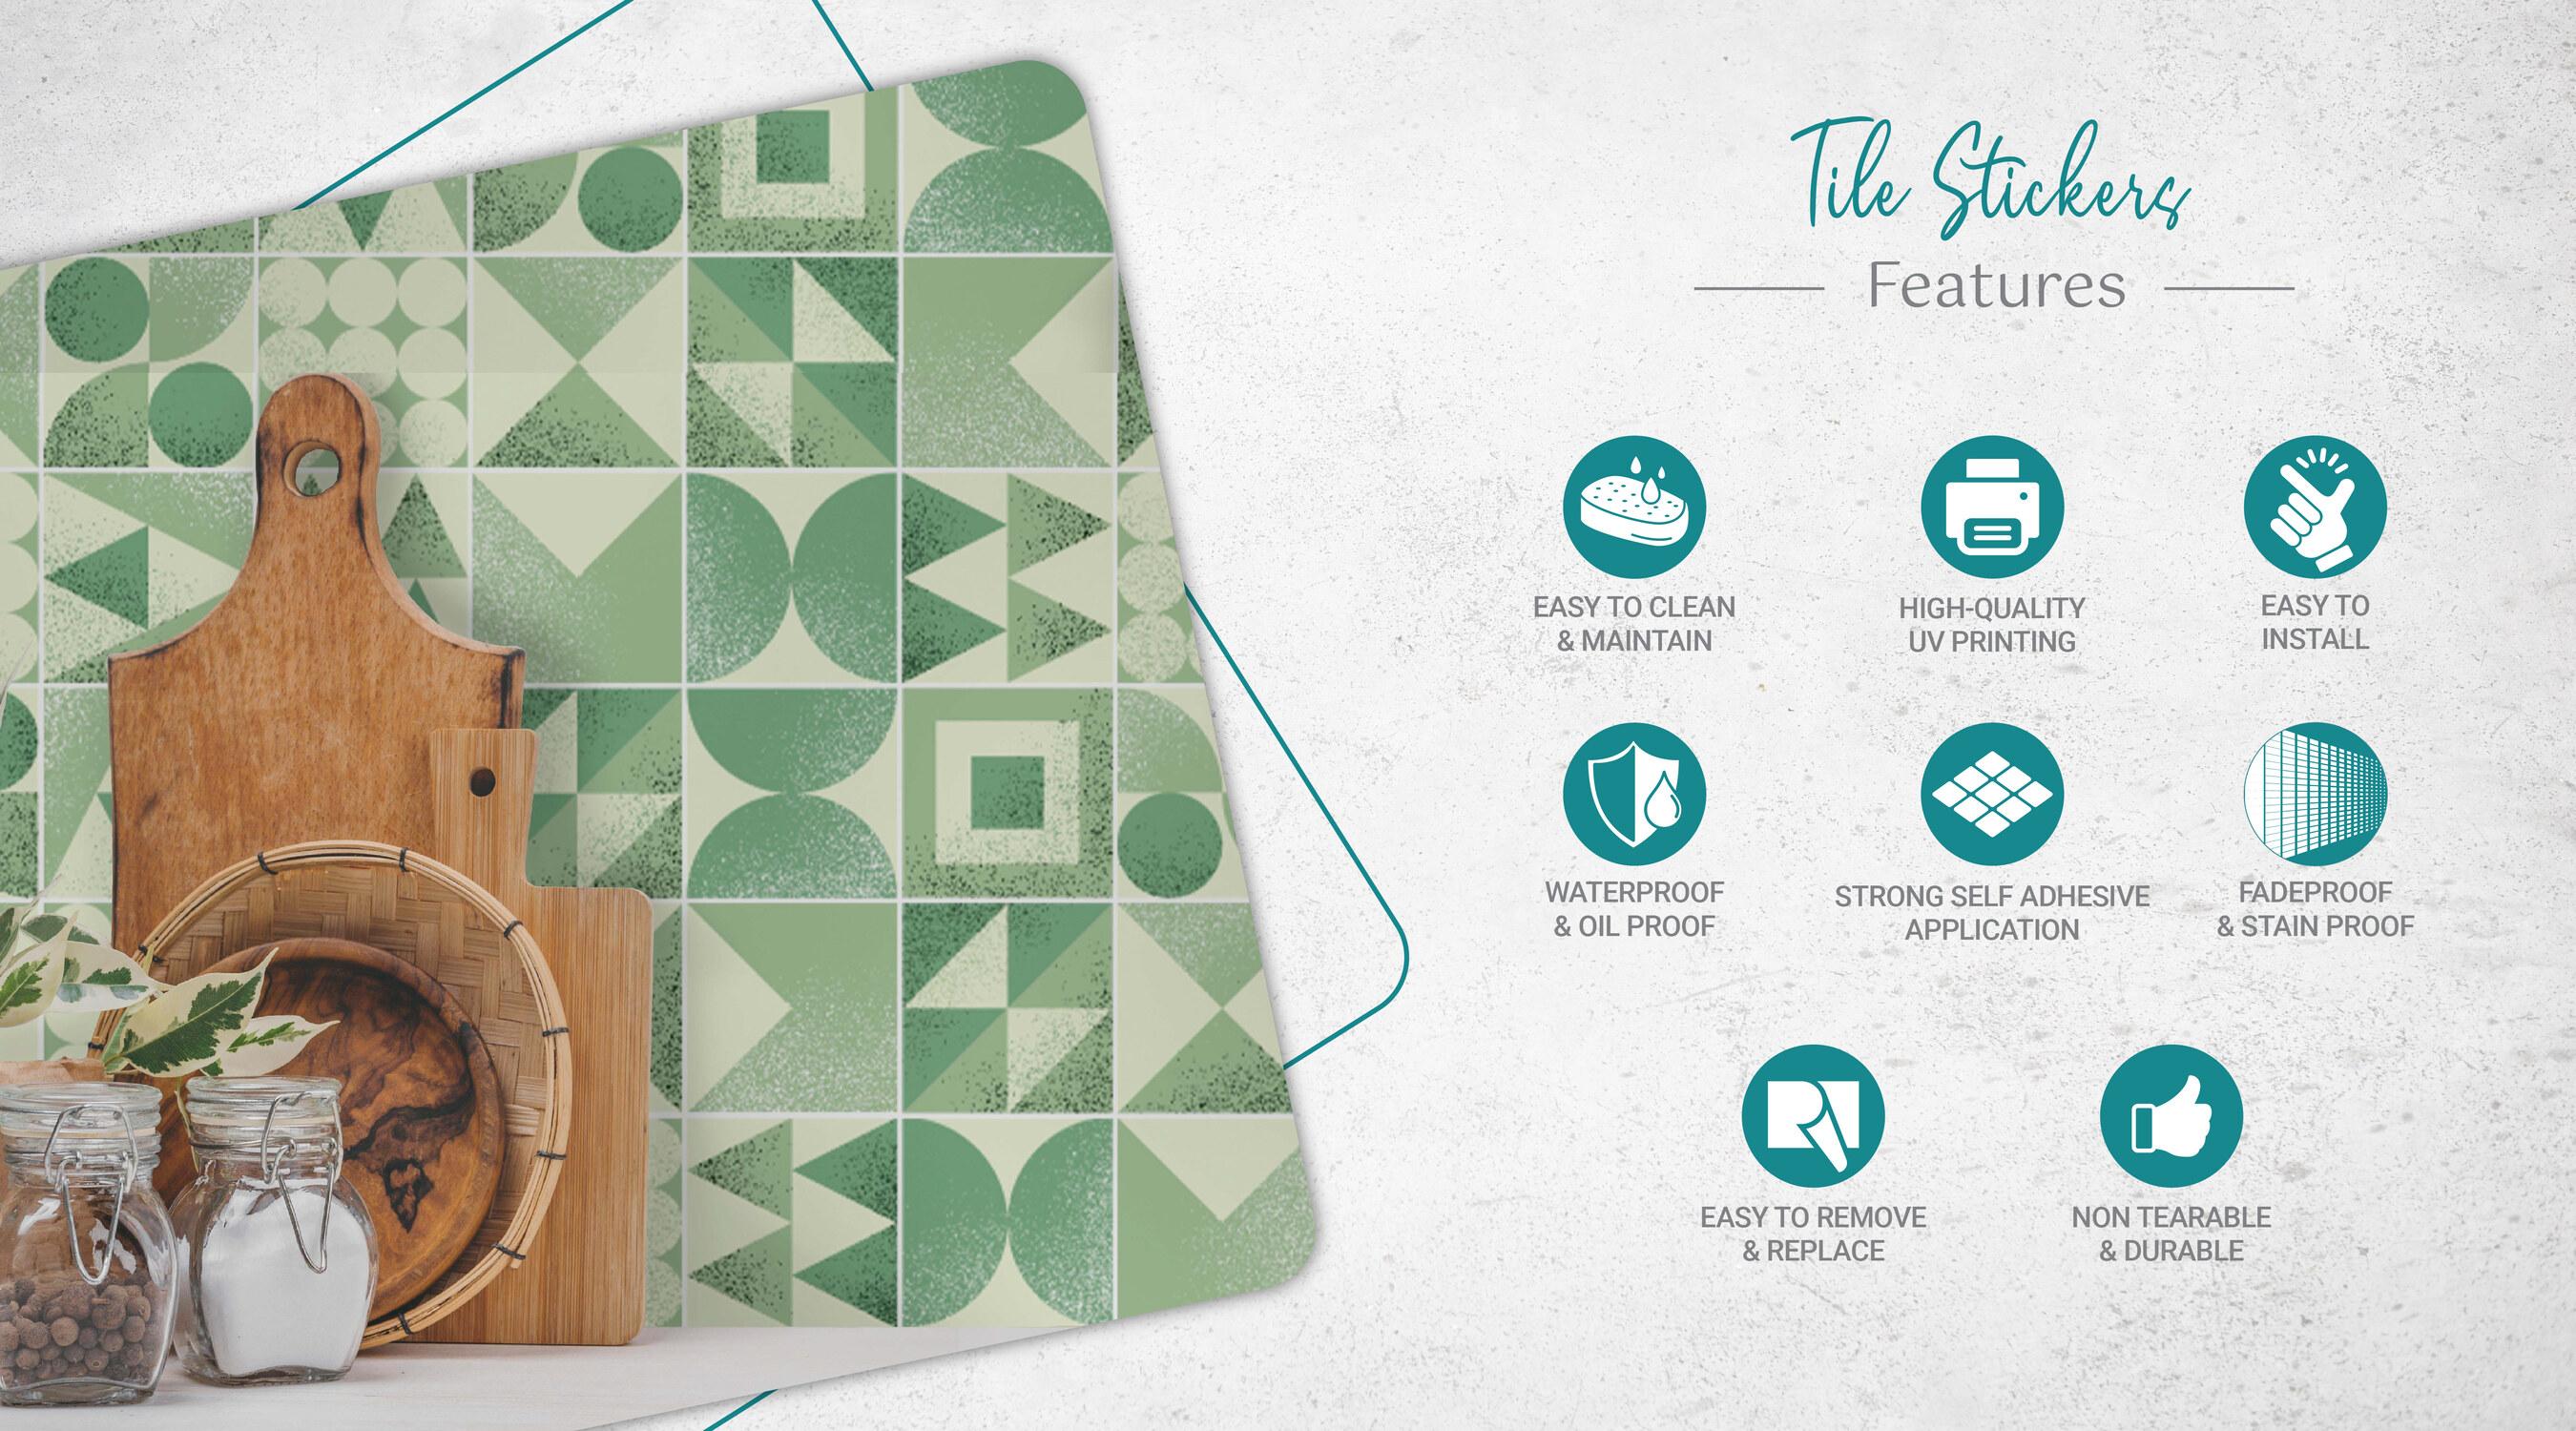 Tile Stickers
Features
EASY TO CLEAN
& MAINTAIN
HIGH-QUALITY
UV PRINTING
EASY TO
INSTALL
WATERPROOF
& OIL PROOF
STRONG SELF ADHESIVE
APPLICATION
FADEPROOF
& STAIN PROOF
EASY TO REMOVE
& REPLACE
NON TEARABLE
& DURABLE